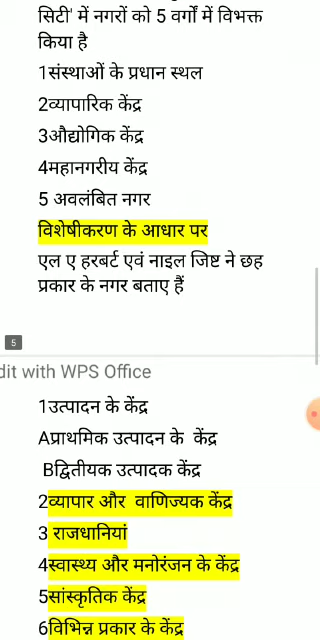 सिटी' में नगरों को 5 वर्गों में विभक्त
किया है
1संस्थाओं के प्रधान स्थल
2व्यापारिक केंद्र
3औद्योगिक केंद्र
4महानगरीय केंद्र
5 अवलंबित नगर
विशेषीकरण के आधार पर
एल ए हरबर्ट एवं नाइल जिष्ट ने छह
प्रकार के नगर बताए हैं
5
dit with WPS Office
1उत्पादन के केंद्र
Aप्राथमिक उत्पादन के केंद्र
Bद्वितीयक उत्पादक केंद्र
2व्यापार और वाणिज्यक केंद्र
3 राजधानियां
4स्वास्थ्य और मनोरंजन के केंद्र
5सांस्कृतिक केंद्र
6विभिन्न प्रकार के केंद्र